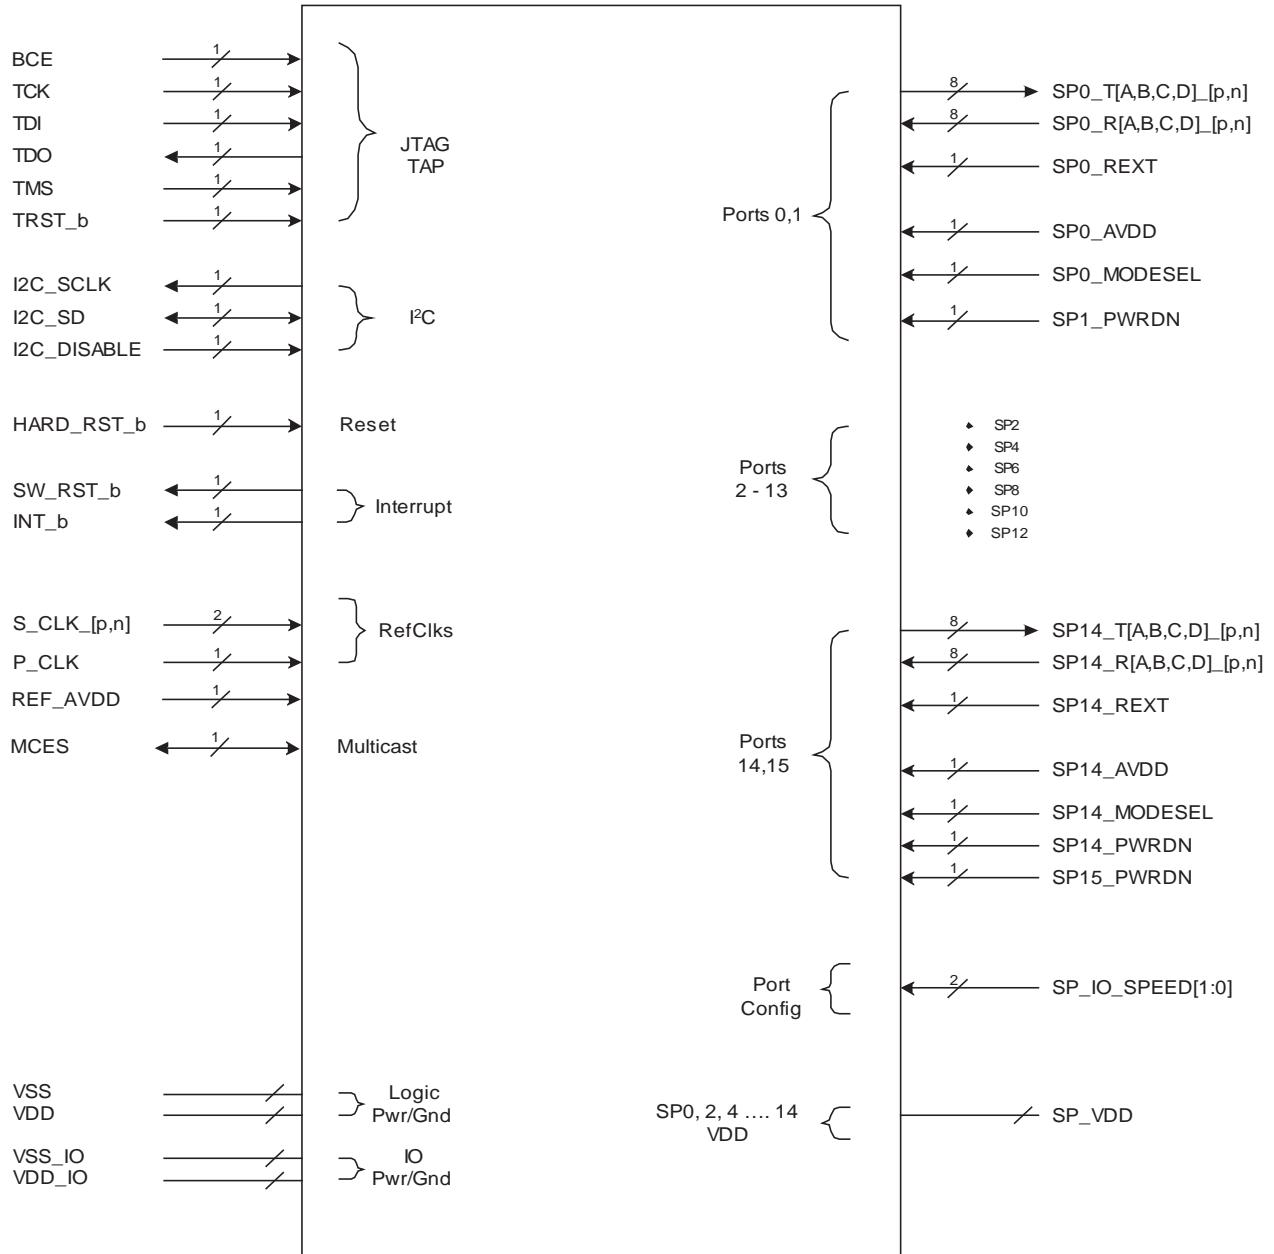 BCE 1
TCK 1
TDI 1
TDO 1
TMS 1
TRST_b 1
JTAG
TAP
I2C_SCLK 1
I2C_SD 1
I2C_DISABLE 1
I²C
HARD_RST_b 1 Reset
SW_RST_b 1
INT_b 1
Interrupt
S_CLK_[p,n] 2
P_CLK 1
RefClks
REF_AVDD 1
MCES 1 Multicast
VSS
VDD
Logic
Pwr/Gnd
VSS_IO
VDD_IO
IO
Pwr/Gnd
Ports 0,1
8 SP0_T[A,B,C,D]_[p,n]
8 SP0_R[A,B,C,D]_[p,n]
1 SP0_REXT
1 SP0_AVDD
1 SP0_MODESEL
1 SP1_PWRDN
Ports
2 - 13
SP2
SP4
SP6
SP8
SP10
SP12
Ports
14,15
8 SP14_T[A,B,C,D]_[p,n]
8 SP14_R[A,B,C,D]_[p,n]
1 SP14_REXT
1 SP14_AVDD
1 SP14_MODESEL
1 SP14_PWRDN
1 SP15_PWRDN
Port
Config
2 SP_IO_SPEED[1:0]
SP0, 2, 4 .... 14
VDD
SP_VDD